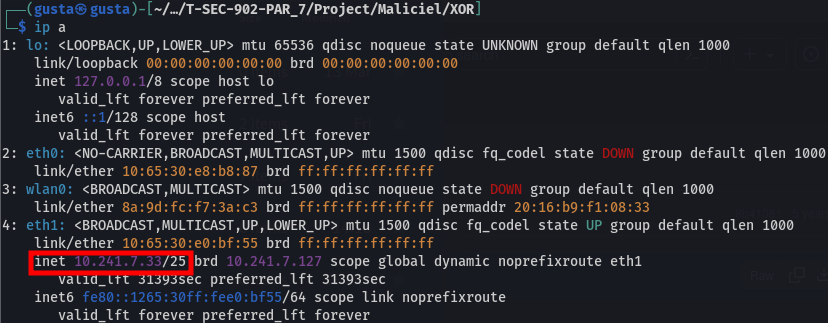 ┌──(gusta㉿gusta)-[~/…/T-SEC-902-PAR_7/Project/Maliciel/XOR]
└─$ ip a
1: lo: <LOOPBACK,UP,LOWER_UP> mtu 65536 qdisc noqueue state UNKNOWN group default qlen 1000
    link/loopback 00:00:00:00:00:00 brd 00:00:00:00:00:00
    inet 127.0.0.1/8 scope host lo
       valid_lft forever preferred_lft forever
    inet6 ::1/128 scope host
       valid_lft forever preferred_lft forever
2: eth0: <NO-CARRIER,BROADCAST,MULTICAST,UP> mtu 1500 qdisc fq_codel state DOWN group default qlen 1000
    link/ether 10:65:30:e8:b8:87 brd ff:ff:ff:ff:ff:ff
3: wlan0: <BROADCAST,MULTICAST> mtu 1500 qdisc noqueue state DOWN group default qlen 1000
    link/ether 8a:9d:fc:f7:3a:c3 brd ff:ff:ff:ff:ff:ff permaddr 20:16:b9:f1:08:33
4: eth1: <BROADCAST,MULTICAST,UP,LOWER_UP> mtu 1500 qdisc fq_codel state UP group default qlen 1000
    link/ether 10:65:30:e0:bf:55 brd ff:ff:ff:ff:ff:ff
    inet 10.241.7.33/25 brd 10.241.7.127 scope global dynamic noprefixroute eth1
       valid_lft 31393sec preferred_lft 31393sec
    inet6 fe80::1265:30ff:fee0:bf55/64 scope link noprefixroute
       valid_lft forever preferred_lft forever
Raw